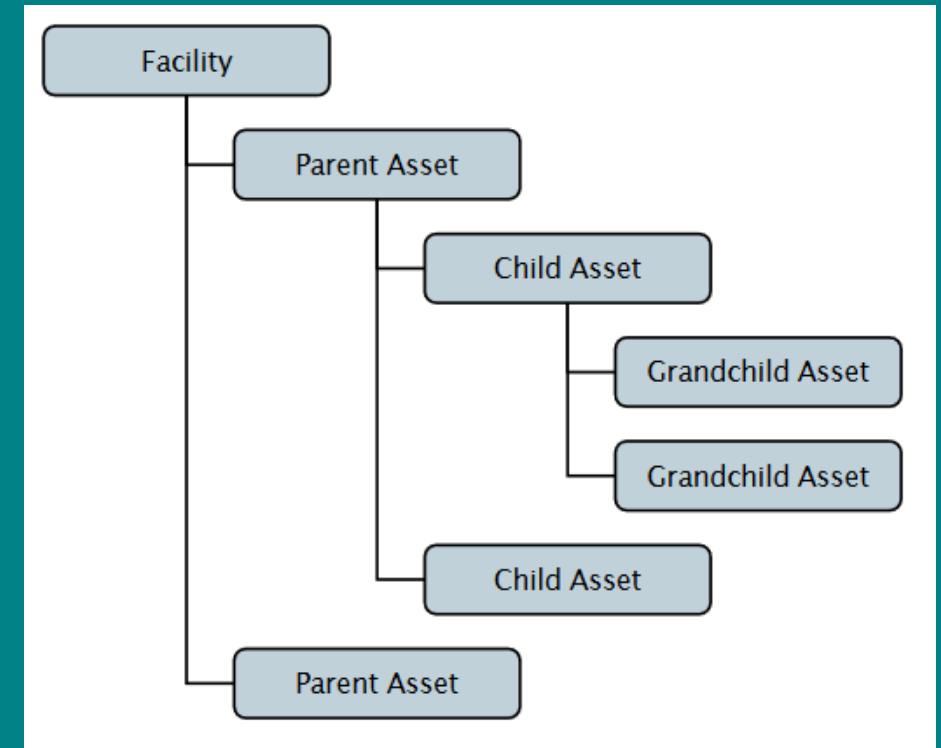 Facility
Parent Asset
Child Asset
Grandchild Asset
Grandchild Asset
Child Asset
Parent Asset